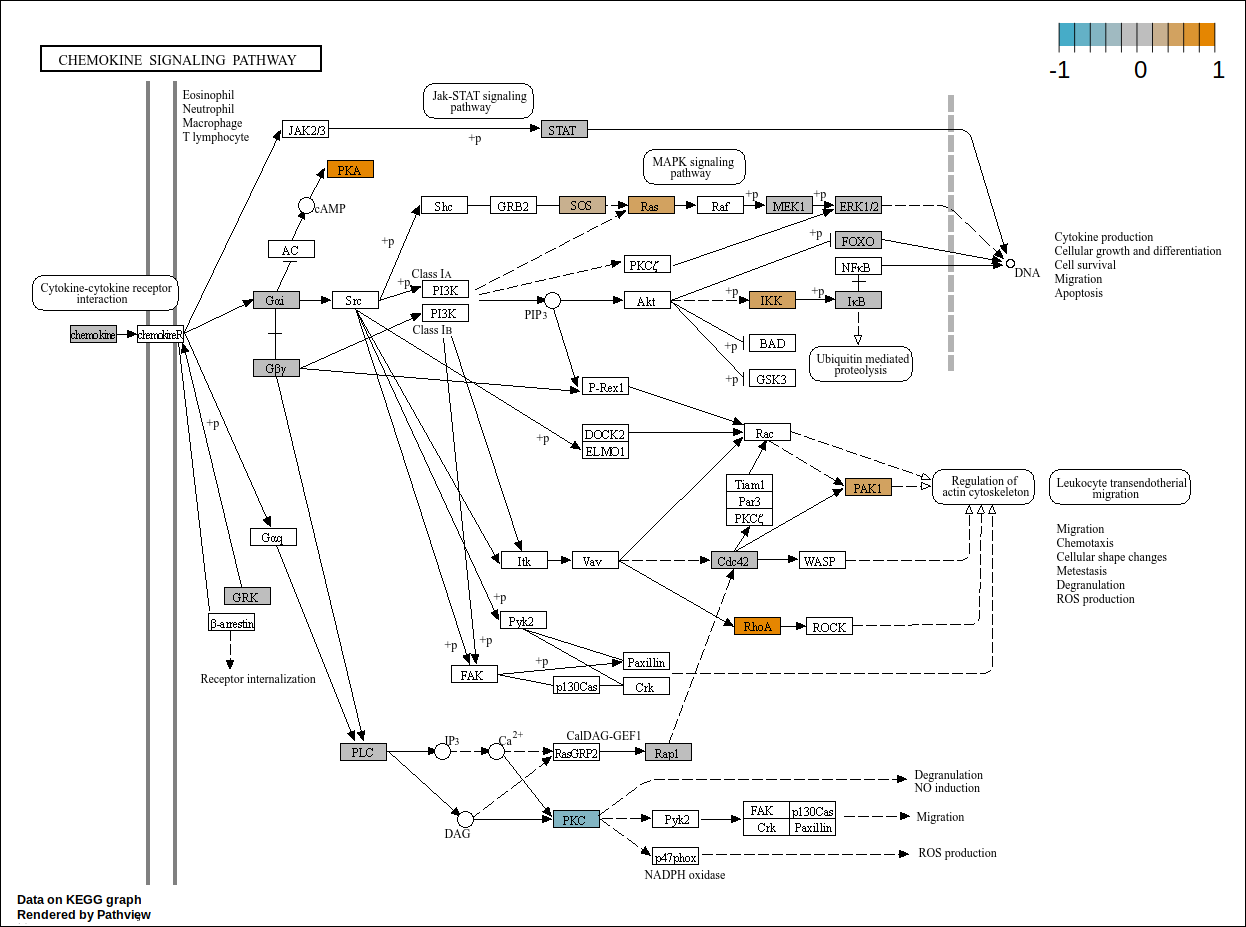 CHEMOKINE SIGNALING PATHWAY
-1 0 1
Eosinophil
Neutrophil
Macrophage
T lymphocyte
Jak-STAT signaling
pathway
JAK2/3
+p
STAT
PKA
cAMP
AC
MAPK signaling
pathway
Shc
GRB2
SOS
Ras
Raf
+p
MEK1
+p
ERK1/2
+p
+p
FOXO
PKCζ
NFκB
DNA
Cytokine production
Cellular growth and differentiation
Cell survival
Migration
Apoptosis
Cytokine-cytokine receptor
interaction
chemokine
chemokineR
Gαi
Src
+p
Class IA
PI3K
PI3K
Class IB
PIP3
Akt
+p
IKK
+p
IκB
+p
BAD
+p
GSK3
Ubiquitin mediated
proteolysis
Gβγ
P-Rex1
+p
DOCK2
ELMO1
Rac
+p
Tiam1
Par3
PKCζ
PAK1
Regulation of
actin cytoskeleton
Leukocyte transendotherial
migration
Migration
Chemotaxis
Cellular shape changes
Metestasis
Degranulation
ROS production
Gαq
Itk
Vav
Cdc42
WASP
GRK
β-arrestin
+p
Pyk2
RhoA
ROCK
Receptor internalization
+p
+p
FAK
+p
Paxillin
p130Cas
Crk
PLC
IP3
Ca2+
CalDAG-GEF1
RasGRP2
Rap1
DAG
PKC
Degranulation
NO induction
Pyk2
FAK
p130Cas
Crk
Paxillin
Migration
p47phox
NADPH oxidase
ROS production
Data on KEGG graph
Rendered by Pathview